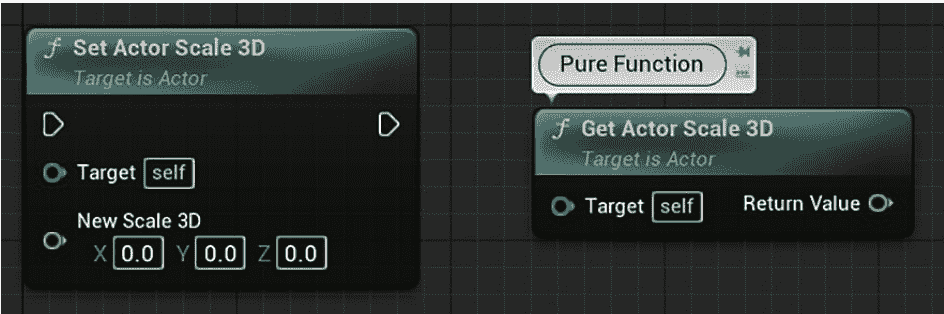 f Set Actor Scale 3D
Target is Actor
Target self
New Scale 3D
X 0.0 Y 0.0 Z 0.0
Pure Function
f Get Actor Scale 3D
Target is Actor
Target self Return Value